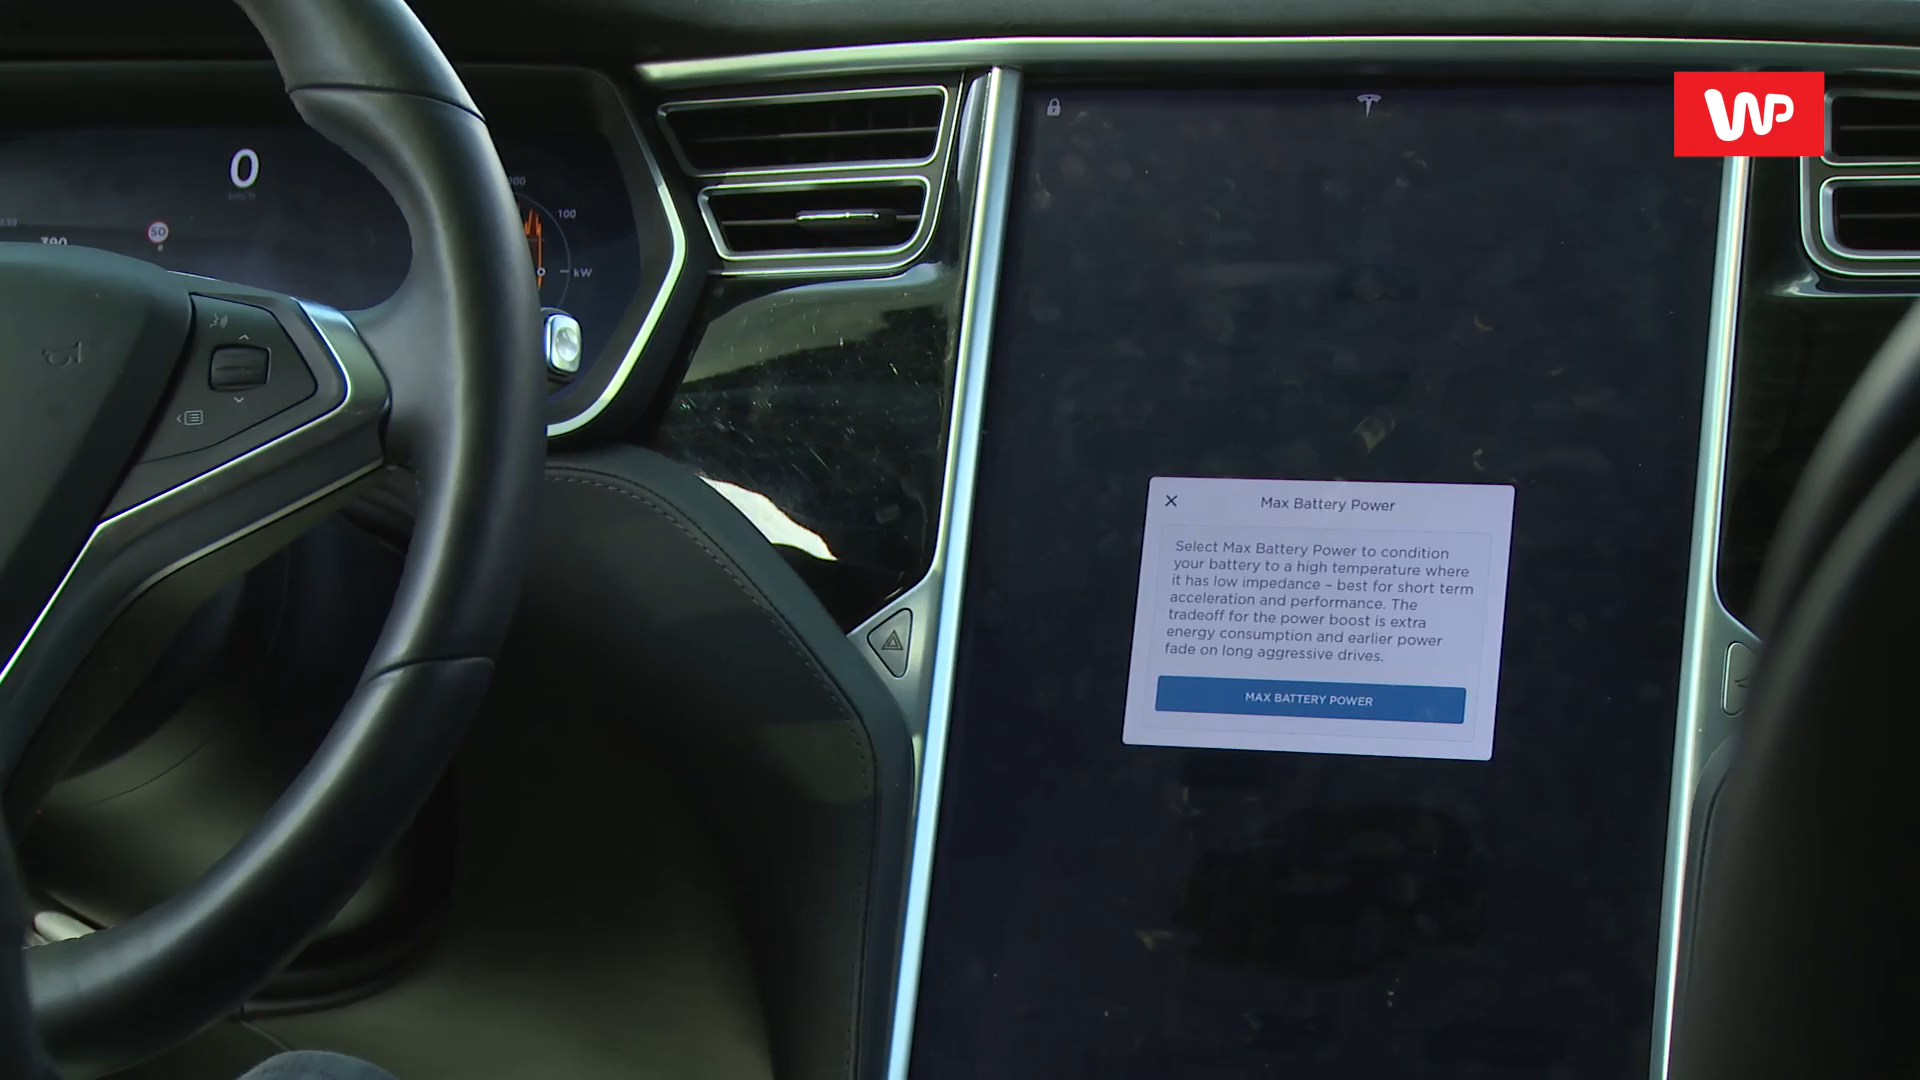 WP
0
km/h
50
390
100
kW
Max Battery Power
Select Max Battery Power to condition
your battery to a high temperature where
it has low impedance – best for short term
acceleration and performance. The
tradeoff for the power boost is extra
energy consumption and earlier power
fade on long aggressive drives.
MAX BATTERY POWER